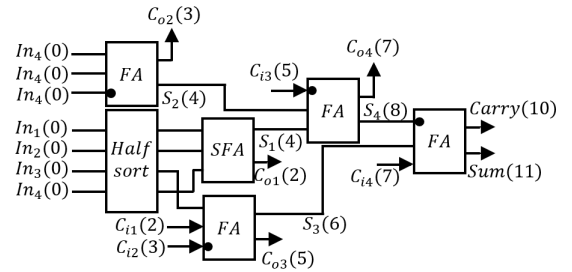 C_{o2}(3)
In_4(0)
In_4(0)
In_4(0)
FA
S_2(4)
C_{i3}(5)
C_{o4}(7)
FA
S_4(8)
Carry(10)
FA
Sum(11)
C_{i4}(7)
In_1(0)
In_2(0)
In_3(0)
In_4(0)
Half
sort
SFA
S_1(4)
C_{o1}(2)
C_{i1}(2)
C_{i2}(3)
FA
S_3(6)
C_{o3}(5)